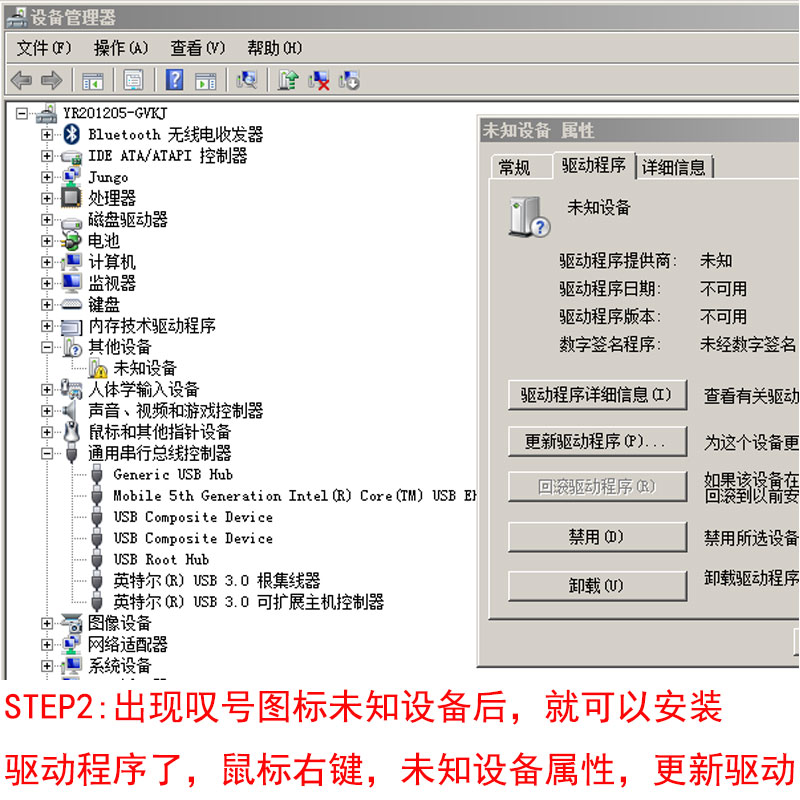 设备管理器
文件(F) 操作(A) 查看(V) 帮助(H)
YR201205-GVKJ
Bluetooth 无线电收发器
IDE ATA/ATAPI 控制器
Jungo
处理器
磁盘驱动器
电池
计算机
监视器
键盘
内存技术驱动程序
其他设备
未知设备
人体学输入设备
声音、视频和游戏控制器
鼠标和其他指针设备
通用串行总线控制器
Generic USB Hub
Mobile 5th Generation Intel(R) Core(TM) USB
USB Composite Device
USB Composite Device
USB Root Hub
英特尔(R) USB 3.0 根集线器
英特尔(R) USB 3.0 可扩展主机控制器
图像设备
网络适配器
系统设备
未知设备 属性
常规 驱动程序 详细信息
未知设备
驱动程序提供商: 未知
驱动程序日期: 不可用
驱动程序版本: 不可用
数字签名程序: 未经数字签名
驱动程序详细信息(I) 查看有关驱动
更新驱动程序(P)... 为这个设备更
回滚驱动程序(R) 如果该设备在
回滚到以前安
禁用(D) 禁用所选设备
卸载(U) 卸载驱动程序
STEP2:出现叹号图标未知设备后，就可以安装
驱动程序了，鼠标右键，未知设备属性，更新驱动